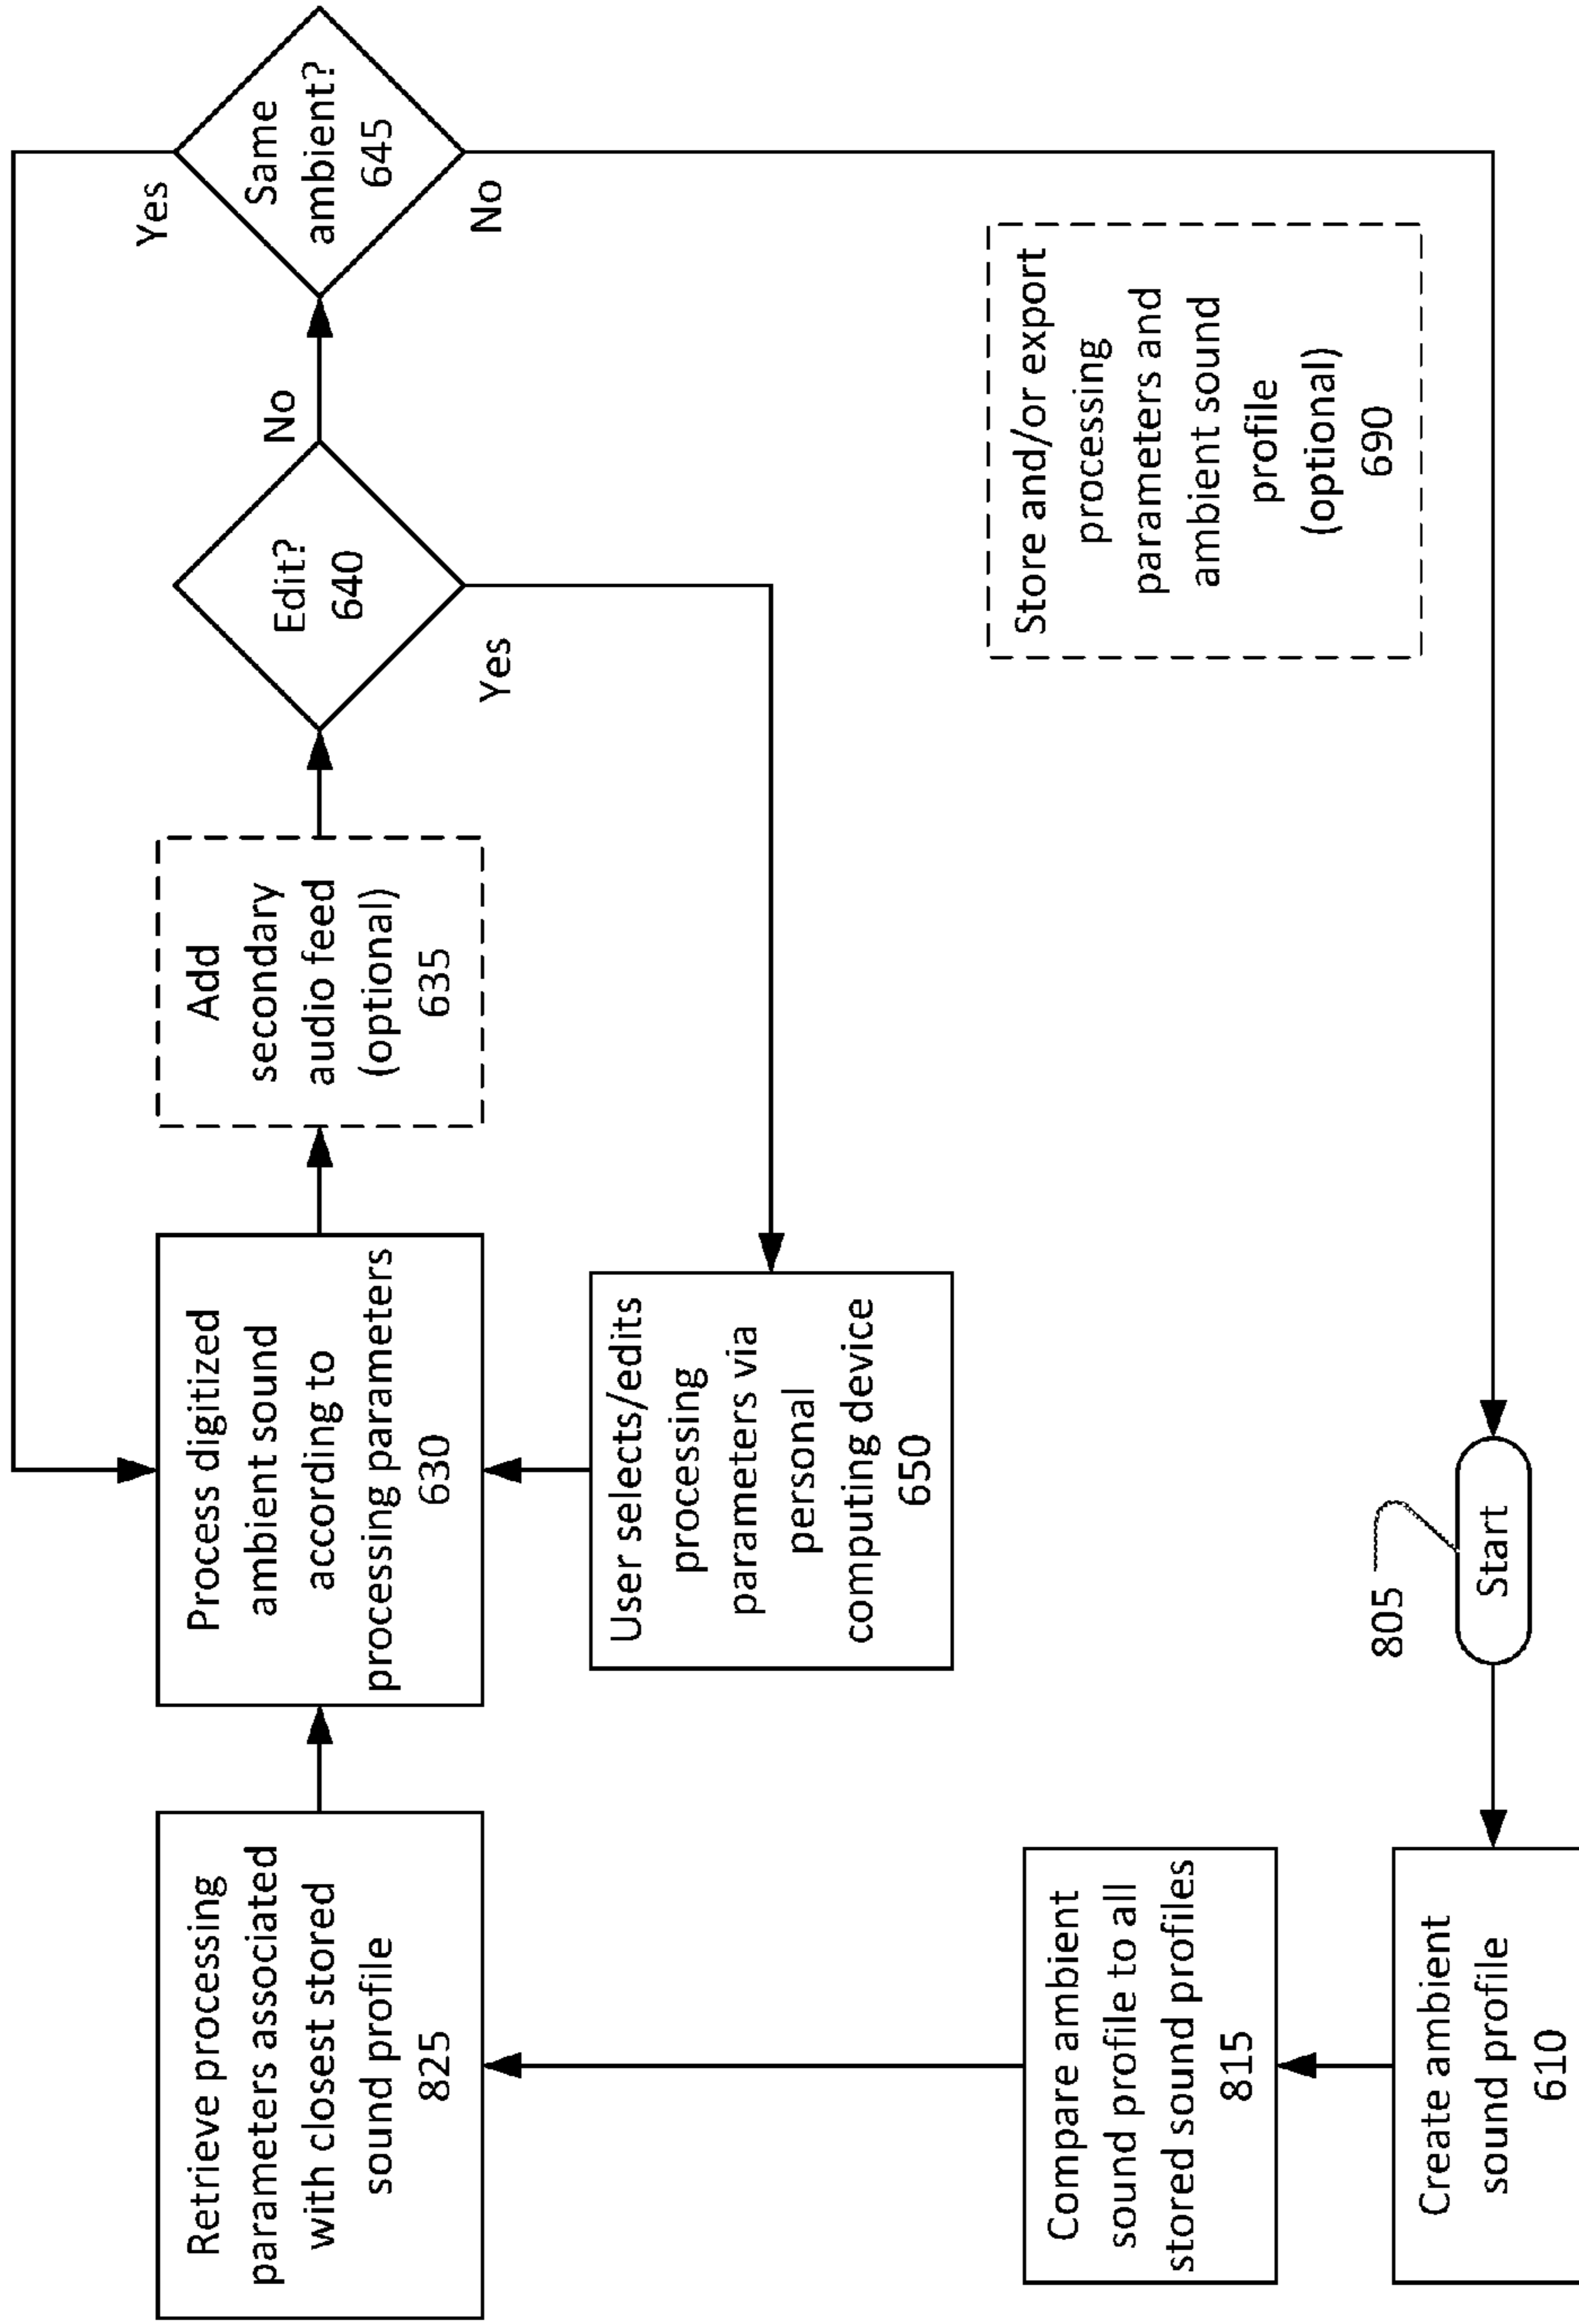 Retrieve processing
parameters associated
with closest stored
sound profile
825
Process digitized
ambient sound
according to
processing parameters
630
Add
secondary
audio feed
(optional)
635
Edit?
640
No
Yes
Same
ambient?
645
Yes
No
User selects/edits
processing
parameters via
personal
computing device
650
Compare ambient
sound profile to all
stored sound profiles
815
Store and/or export
processing
parameters and
ambient sound
profile
(optional)
690
Create ambient
sound profile
610
805
Start